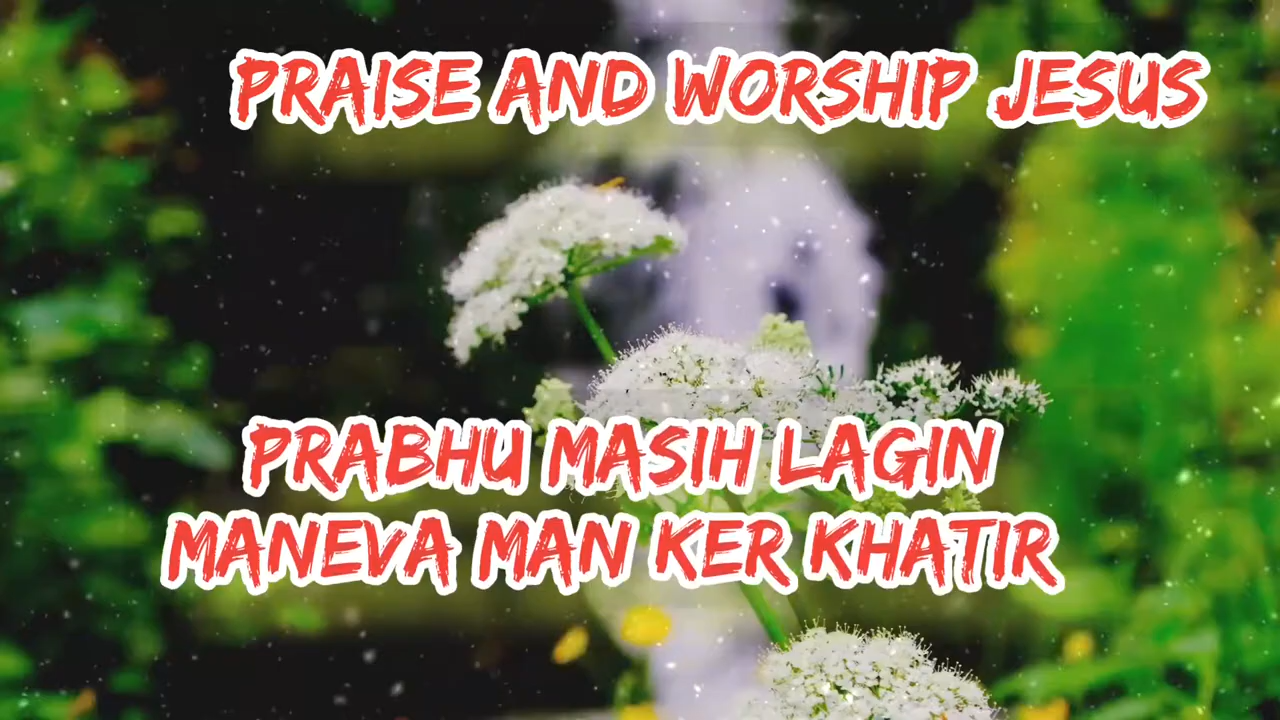 PRAISE AND WORSHIP JESUS
PRABHU MASIH LAGIN
MANEVA MAN KER KHATIR